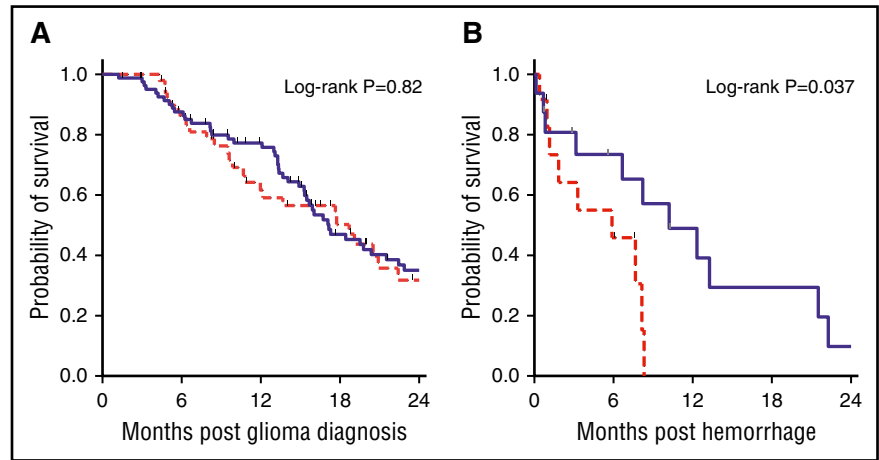 A
Log-rank P=0.82
Probability of survival
1.0
0.8
0.6
0.4
0.2
0.0
0 6 12 18 24
Months post glioma diagnosis
B
Log-rank P=0.037
Probability of survival
1.0
0.8
0.6
0.4
0.2
0.0
0 6 12 18 24
Months post hemorrhage